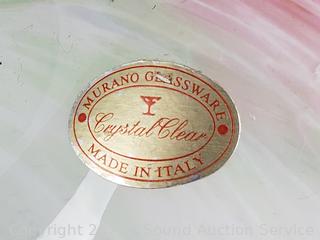 MURANO GLASSWARE
Crystal Clear
MADE IN ITALY
Copyright 2 Sound Auction Service